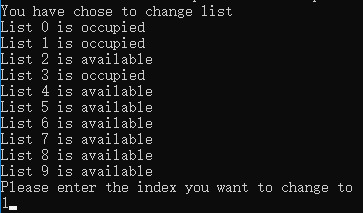 You have chose to change list
List 0 is occupied
List 1 is occupied
List 2 is available
List 3 is occupied
List 4 is available
List 5 is available
List 6 is available
List 7 is available
List 8 is available
List 9 is available
Please enter the index you want to change to
1